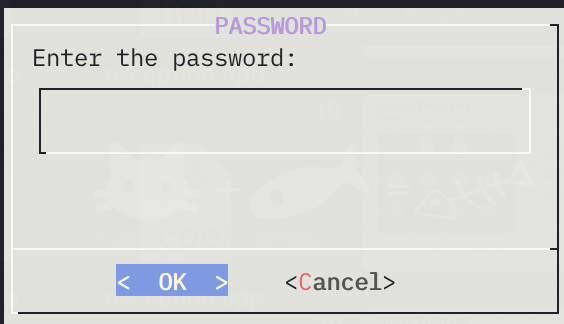 PASSWORD
Enter the password:
<  OK  >
<Cancel>